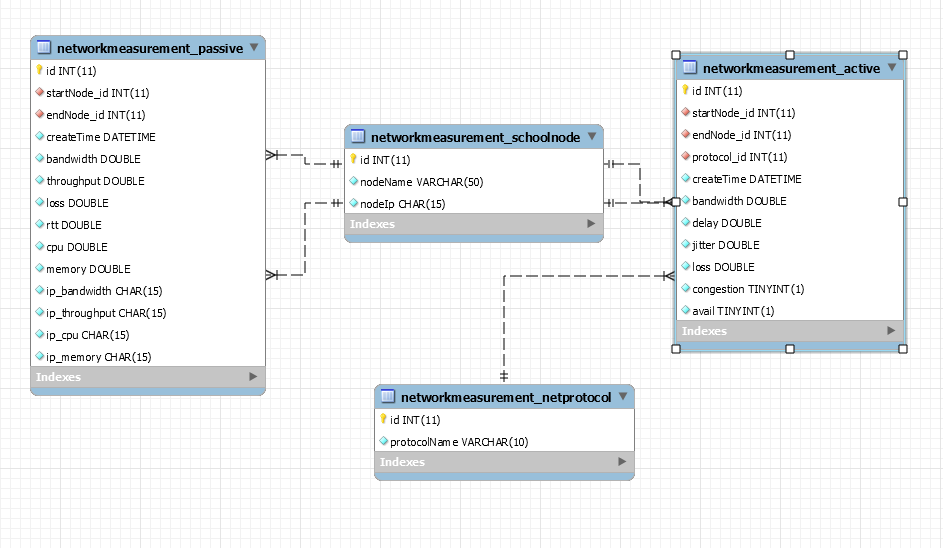 networkmeasurement_passive
id INT(11)
startNode_id INT(11)
endNode_id INT(11)
createTime DATETIME
bandwidth DOUBLE
throughput DOUBLE
loss DOUBLE
rtt DOUBLE
cpu DOUBLE
memory DOUBLE
ip_bandwidth CHAR(15)
ip_throughput CHAR(15)
ip_cpu CHAR(15)
ip_memory CHAR(15)
Indexes
networkmeasurement_schoolnode
id INT(11)
nodeName VARCHAR(50)
nodeIp CHAR(15)
Indexes
networkmeasurement_active
id INT(11)
startNode_id INT(11)
endNode_id INT(11)
protocol_id INT(11)
createTime DATETIME
bandwidth DOUBLE
delay DOUBLE
jitter DOUBLE
loss DOUBLE
congestion TINYINT(1)
avail TINYINT(1)
Indexes
networkmeasurement_netprotocol
id INT(11)
protocolName VARCHAR(10)
Indexes